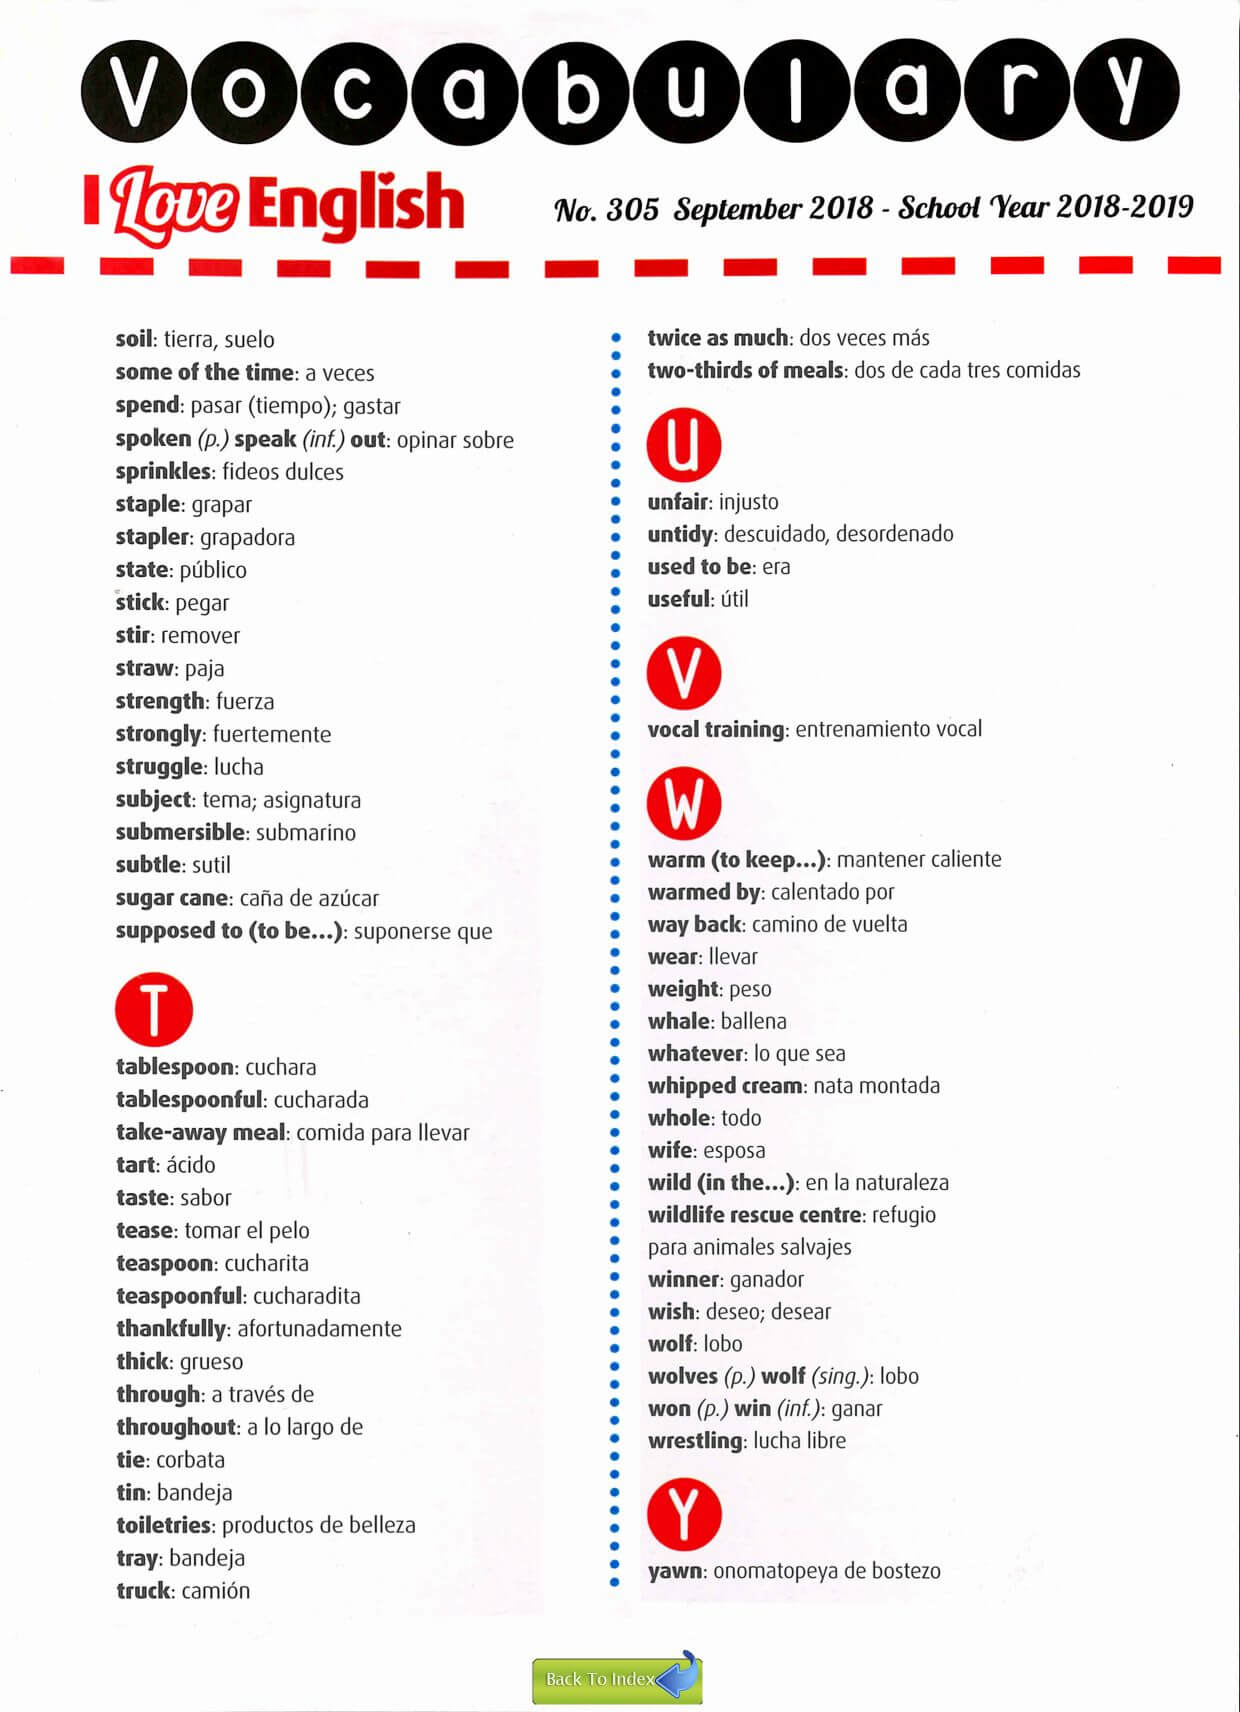 Vocabulary
I Love English
No. 305 September 2018 - School Year 2018-2019
soil: tierra, suelo
some of the time: a veces
spend: pasar (tiempo); gastar
spoken (p.) speak (inf.) out: opinar sobre
sprinkles: fideos dulces
staple: grapar
stapler: grapadora
state: público
stick: pegar
stir: remover
straw: paja
strength: fuerza
strongly: fuertemente
struggle: lucha
subject: tema; asignatura
submersible: submarino
subtle: sutil
sugar cane: caña de azúcar
supposed to (to be...): suponerse que
T
tablespoon: cuchara
tablespoonful: cucharada
take-away meal: comida para llevar
tart: ácido
taste: sabor
tease: tomar el pelo
teaspoon: cucharita
teaspoonful: cucharadita
thankfully: afortunadamente
thick: grueso
through: a través de
throughout: a lo largo de
tie: corbata
tin: bandeja
toiletries: productos de belleza
tray: bandeja
truck: camión
twice as much: dos veces más
two-thirds of meals: dos de cada tres comidas
U
unfair: injusto
untidy: descuidado, desordenado
used to be: era
useful: útil
V
vocal training: entrenamiento vocal
W
warm (to keep...): mantener caliente
warmed by: calentado por
way back: camino de vuelta
wear: llevar
weight: peso
whale: ballena
whatever: lo que sea
whipped cream: nata montada
whole: todo
wife: esposa
wild (in the...): en la naturaleza
wildlife rescue centre: refugio
para animales salvajes
winner: ganador
wish: deseo; desear
wolf: lobo
wolves (p.) wolf (sing.): lobo
won (p.) win (inf.): ganar
wrestling: lucha libre
Y
yawn: onomatopeya de bostezo
Back To Index